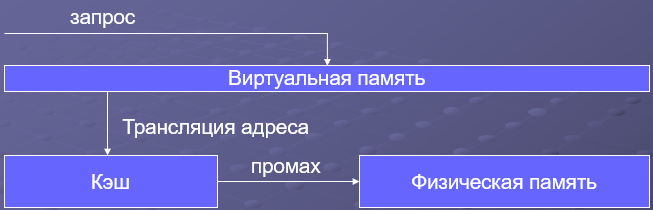 запрос
Виртуальная память
Трансляция адреса
промах
Кэш
Физическая память